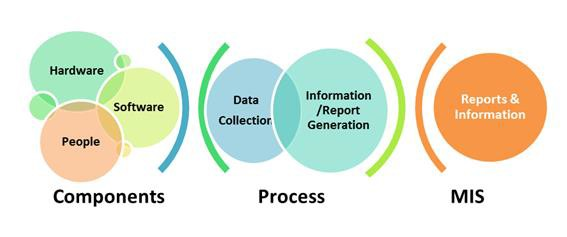 Hardware
Software
People
Components
Data
Collection
Information
/Report
Generation
Process
Reports &
Information
MIS